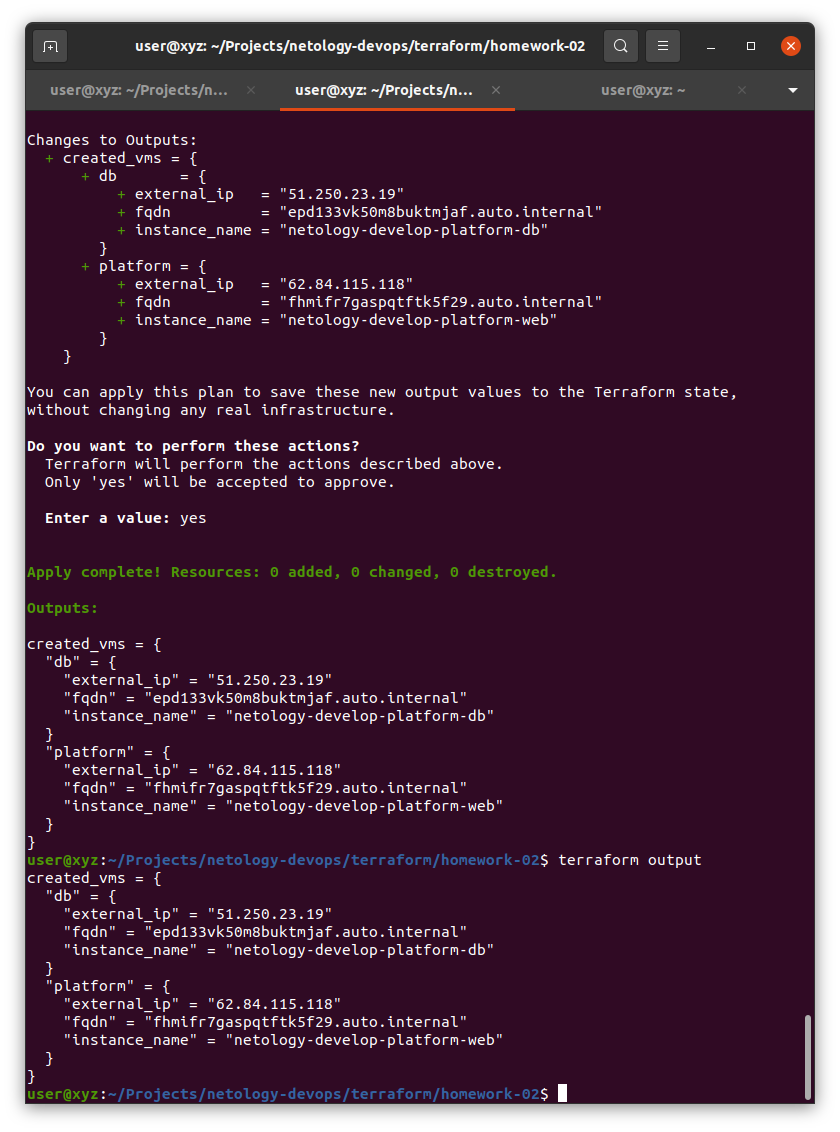 user@xyz: ~/Projects/netology-devops/terraform/homework-02
user@xyz: ~/Projects/n... × user@xyz: ~/Projects/n... × user@xyz: ~ ×
Changes to Outputs:
  + created_vms = {
      + db       = {
          + external_ip   = "51.250.23.19"
          + fqdn          = "epd133vk50m8buktmjaf.auto.internal"
          + instance_name = "netology-develop-platform-db"
        }
      + platform = {
          + external_ip   = "62.84.115.118"
          + fqdn          = "fhmifr7gaspqtftk5f29.auto.internal"
          + instance_name = "netology-develop-platform-web"
        }
    }
You can apply this plan to save these new output values to the Terraform state,
without changing any real infrastructure.
Do you want to perform these actions?
  Terraform will perform the actions described above.
  Only 'yes' will be accepted to approve.
  Enter a value: yes
Apply complete! Resources: 0 added, 0 changed, 0 destroyed.
Outputs:
created_vms = {
  "db" = {
    "external_ip" = "51.250.23.19"
    "fqdn" = "epd133vk50m8buktmjaf.auto.internal"
    "instance_name" = "netology-develop-platform-db"
  }
  "platform" = {
    "external_ip" = "62.84.115.118"
    "fqdn" = "fhmifr7gaspqtftk5f29.auto.internal"
    "instance_name" = "netology-develop-platform-web"
  }
}
user@xyz:~/Projects/netology-devops/terraform/homework-02$ terraform output
created_vms = {
  "db" = {
    "external_ip" = "51.250.23.19"
    "fqdn" = "epd133vk50m8buktmjaf.auto.internal"
    "instance_name" = "netology-develop-platform-db"
  }
  "platform" = {
    "external_ip" = "62.84.115.118"
    "fqdn" = "fhmifr7gaspqtftk5f29.auto.internal"
    "instance_name" = "netology-develop-platform-web"
  }
}
user@xyz:~/Projects/netology-devops/terraform/homework-02$